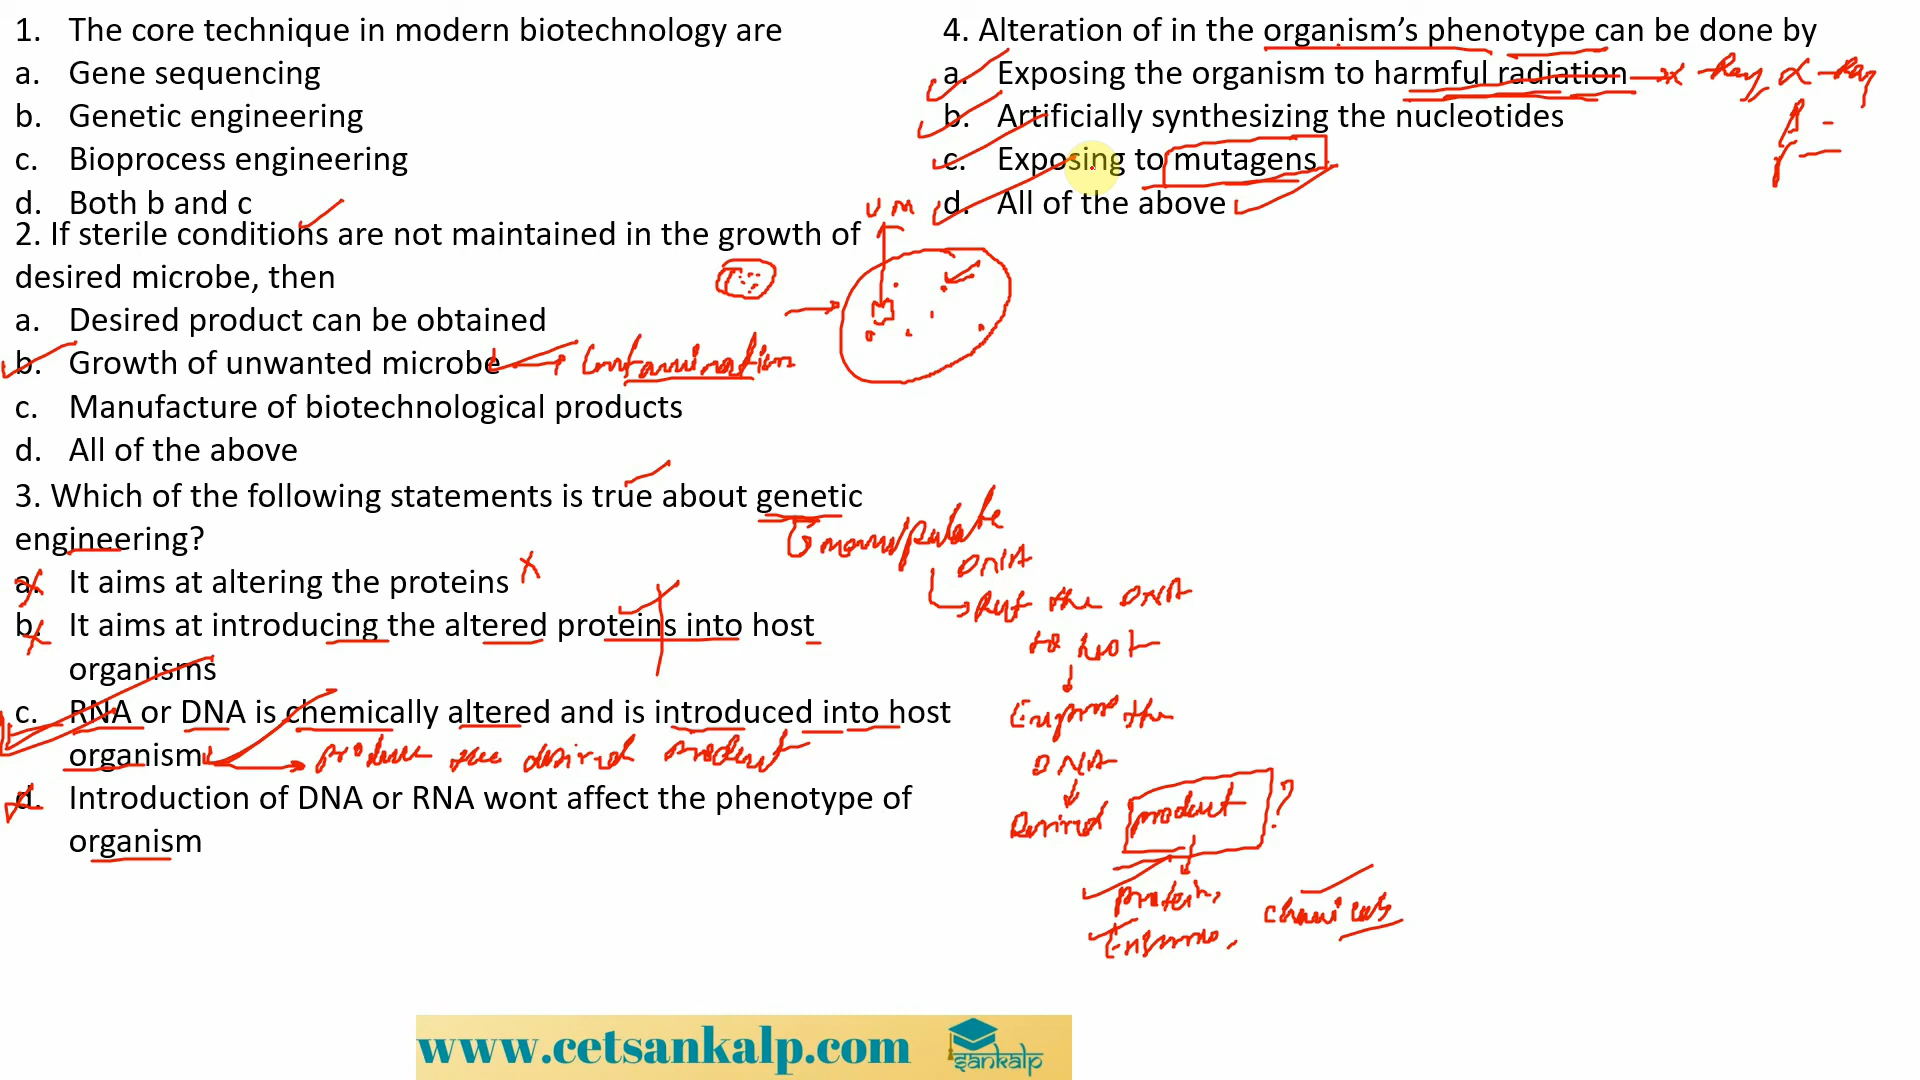 1. The core technique in modern biotechnology are
a. Gene sequencing
b. Genetic engineering
c. Bioprocess engineering
d. Both b and c
2. If sterile conditions are not maintained in the growth of
desired microbe, then
a. Desired product can be obtained
b. Growth of unwanted microbe
Contamination
c. Manufacture of biotechnological products
d. All of the above
3. Which of the following statements is true about genetic
engineering?
a. It aims at altering the proteins
b. It aims at introducing the altered proteins into host
organisms
c. RNA or DNA is chemically altered and is introduced into host
organism
produce the desired product
d. Introduction of DNA or RNA wont affect the phenotype of
organism
4. Alteration of in the organism's phenotype can be done by
a. Exposing the organism to harmful radiation
b. Artificially synthesizing the nucleotides
c. Exposing to mutagens
d. All of the above
U M
manipulate
DNA
Put the DNA
to host
the
DNA
Desired product ?
protein,
chemicals
www.cetsankalp.com
sankalp